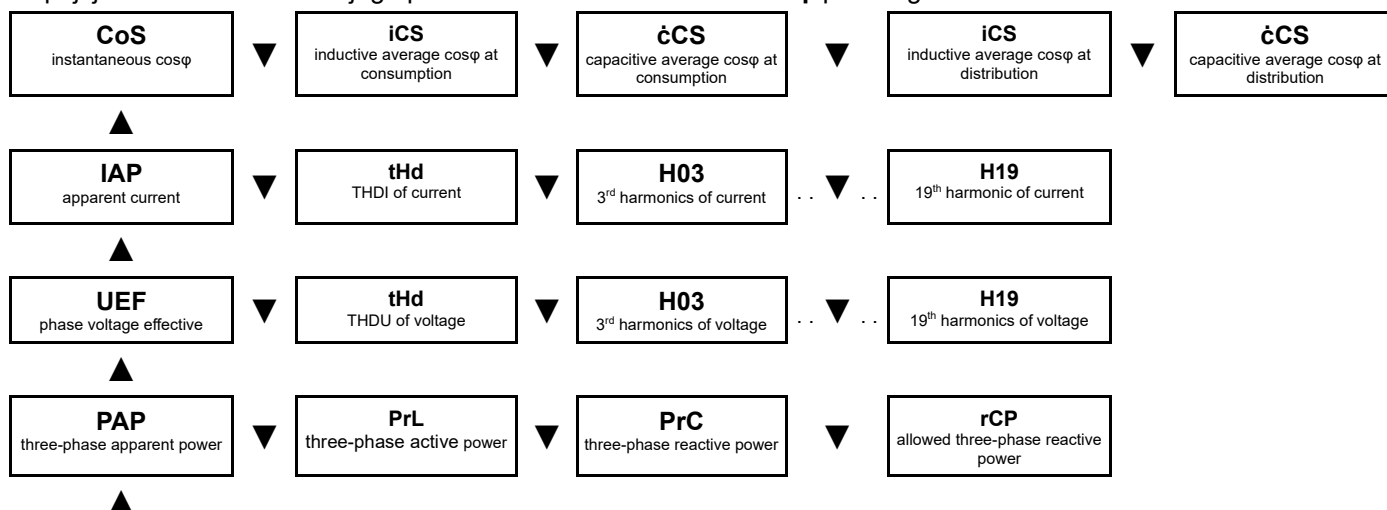 CoS
instantaneous cosφ
iCS
inductive average cosφ at
consumption
ċCS
capacitive average cosφ at
consumption
iCS
inductive average cosφ at
distribution
ċCS
capacitive average cosφ at
distribution
IAP
apparent current
tHd
THDI of current
H03
3rd harmonics of current
. . ▼ . .
H19
19th harmonic of current
UEF
phase voltage effective
tHd
THDU of voltage
H03
3rd harmonics of voltage
. . ▼ . .
H19
19th harmonics of voltage
PAP
three-phase apparent power
PrL
three-phase active power
PrC
three-phase reactive power
rCP
allowed three-phase reactive
power